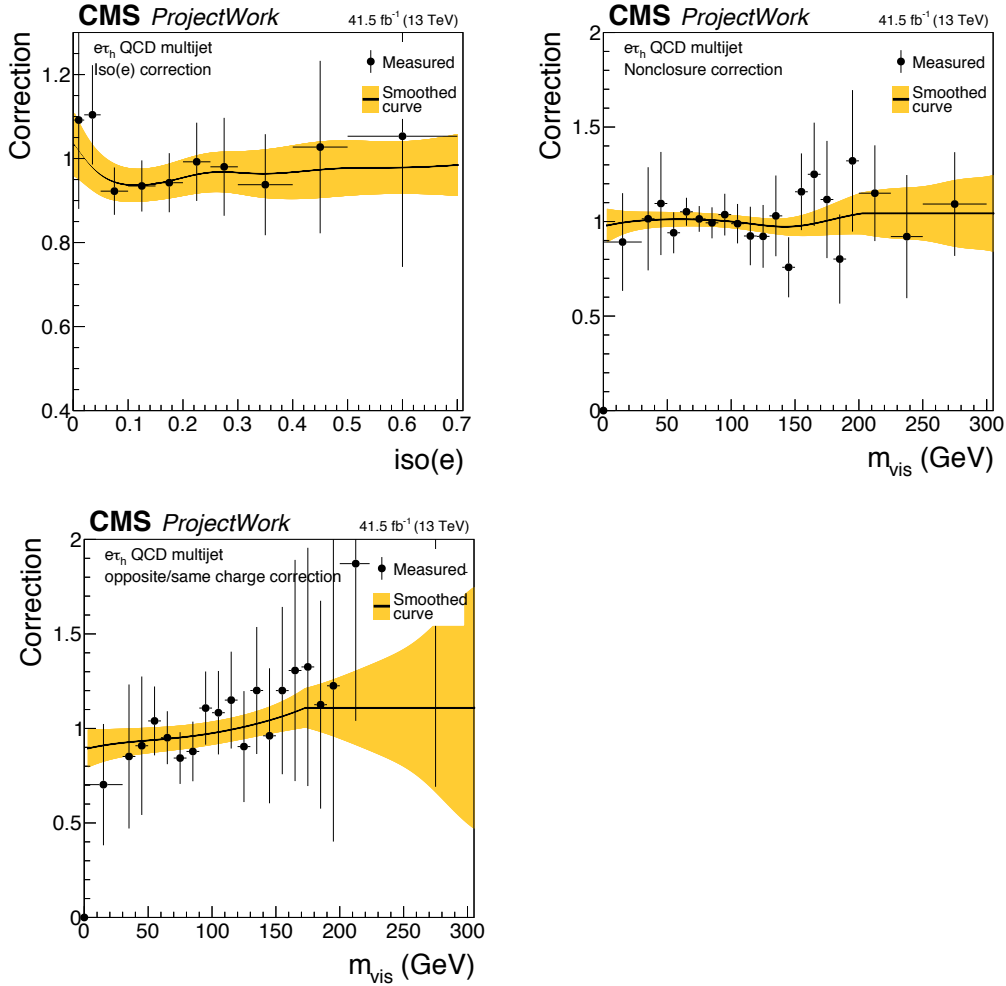 CMS ProjectWork 41.5 fb⁻¹ (13 TeV)
eτₕ QCD multijet
Iso(e) correction
Measured
Smoothed
curve
Correction
1.2
1
0.8
0.6
0.4
0 0.1 0.2 0.3 0.4 0.5 0.6 0.7
iso(e)
CMS ProjectWork 41.5 fb⁻¹ (13 TeV)
eτₕ QCD multijet
Nonclosure correction
Measured
Smoothed
curve
Correction
2
1.5
1
0.5
0
0 50 100 150 200 250 300
m_vis (GeV)
CMS ProjectWork 41.5 fb⁻¹ (13 TeV)
eτₕ QCD multijet
opposite/same charge correction
Measured
Smoothed
curve
Correction
2
1.5
1
0.5
0
0 50 100 150 200 250 300
m_vis (GeV)